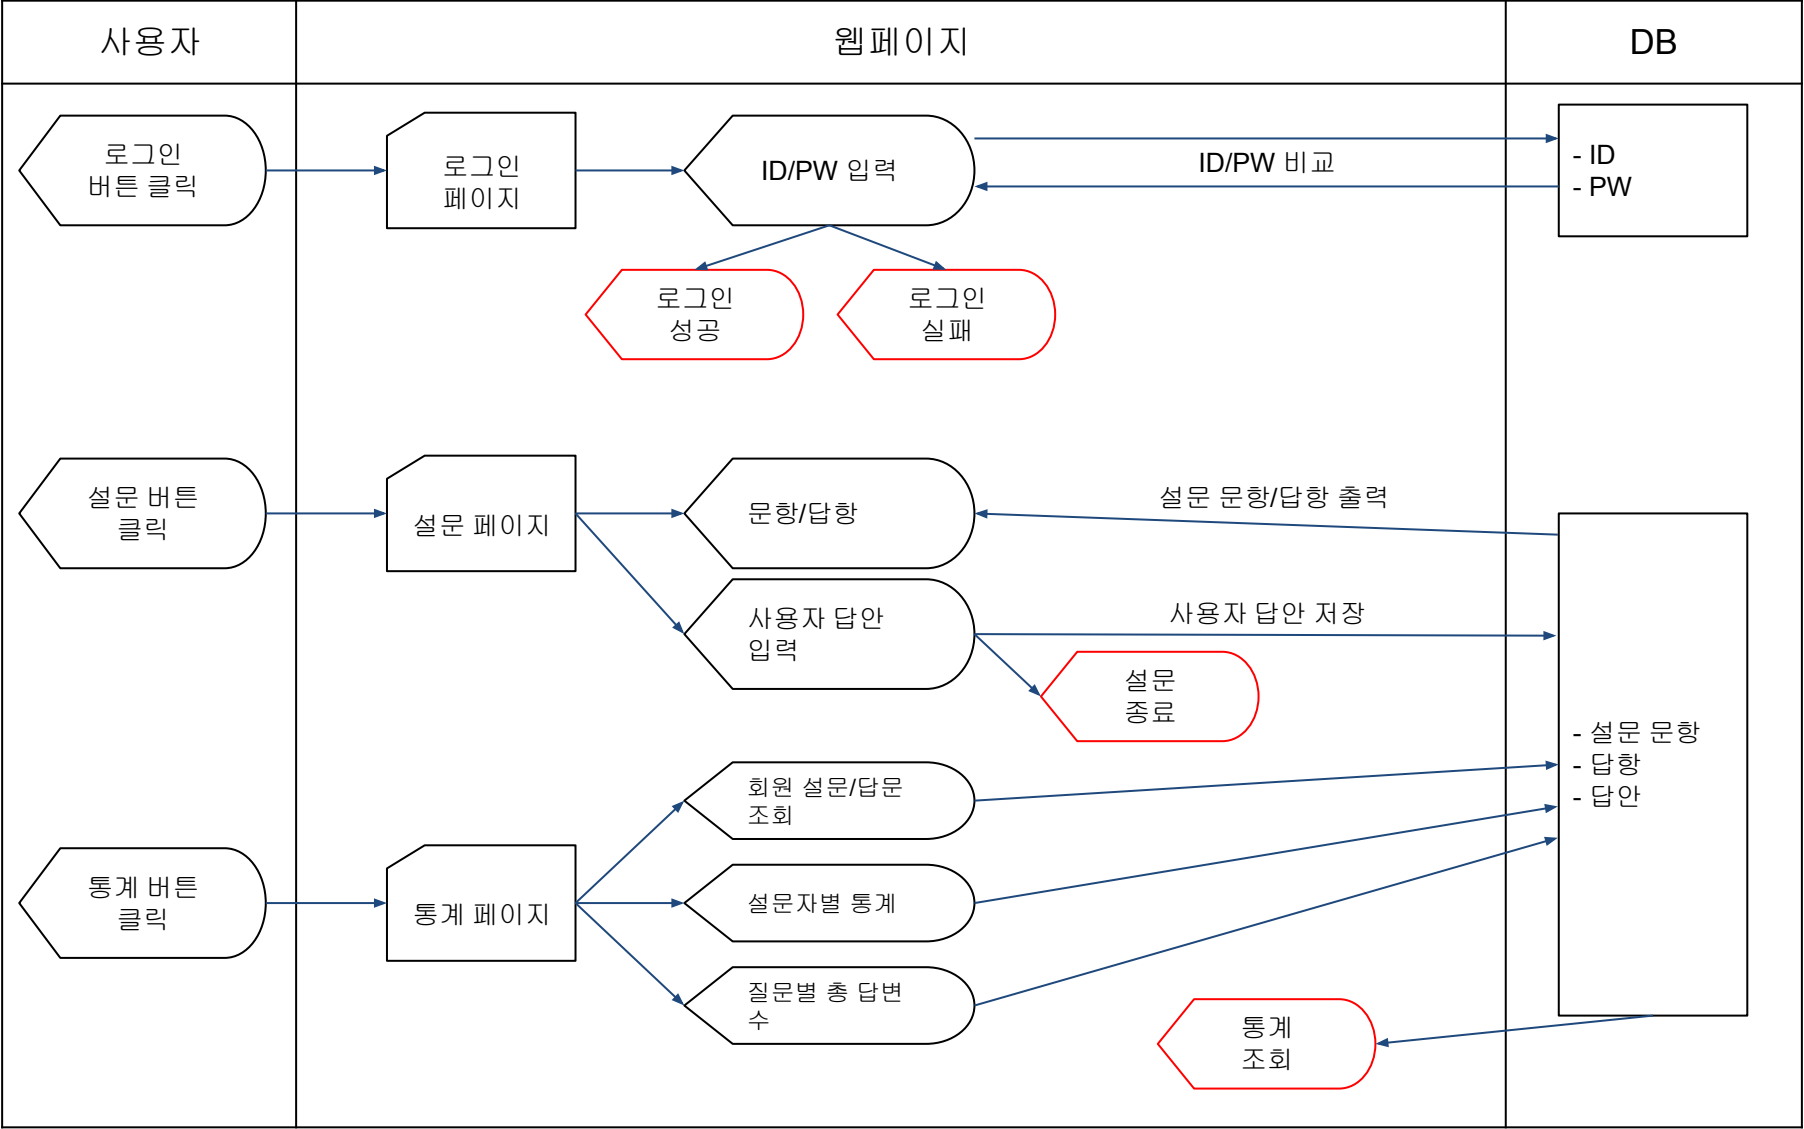 사용자
웹페이지
DB
로그인
버튼 클릭
로그인
페이지
ID/PW 입력
ID/PW 비교
- ID
- PW
로그인
성공
로그인
실패
설문 버튼
클릭
설문 페이지
문항/답항
설문 문항/답항 출력
사용자 답안
입력
사용자 답안 저장
설문
종료
- 설문 문항
- 답항
- 답안
통계 버튼
클릭
통계 페이지
회원 설문/답문
조회
설문자별 통계
질문별 총 답변
수
통계
조회